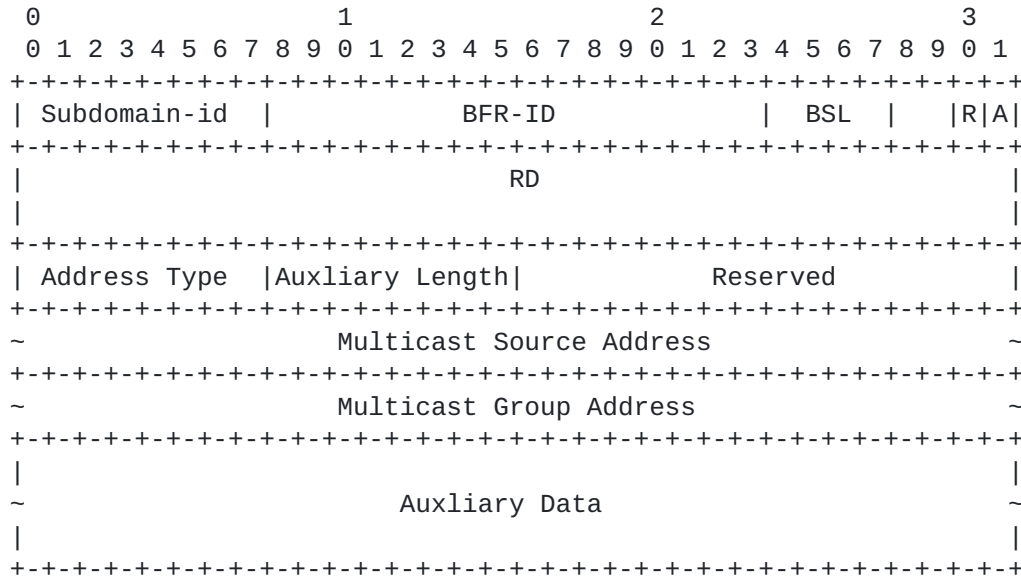 0                   1                   2                   3
 0 1 2 3 4 5 6 7 8 9 0 1 2 3 4 5 6 7 8 9 0 1 2 3 4 5 6 7 8 9 0 1
+-+-+-+-+-+-+-+-+-+-+-+-+-+-+-+-+-+-+-+-+-+-+-+-+-+-+-+-+-+-+-+-+
| Subdomain-id  |            BFR-ID             |  BSL  |   |R|A|
+-+-+-+-+-+-+-+-+-+-+-+-+-+-+-+-+-+-+-+-+-+-+-+-+-+-+-+-+-+-+-+-+
|                               RD                              |
|                                                               |
+-+-+-+-+-+-+-+-+-+-+-+-+-+-+-+-+-+-+-+-+-+-+-+-+-+-+-+-+-+-+-+-+
| Address Type  |Auxliary Length|            Reserved           |
+-+-+-+-+-+-+-+-+-+-+-+-+-+-+-+-+-+-+-+-+-+-+-+-+-+-+-+-+-+-+-+-+
~                    Multicast Source Address                   ~
+-+-+-+-+-+-+-+-+-+-+-+-+-+-+-+-+-+-+-+-+-+-+-+-+-+-+-+-+-+-+-+-+
~                    Multicast Group Address                    ~
+-+-+-+-+-+-+-+-+-+-+-+-+-+-+-+-+-+-+-+-+-+-+-+-+-+-+-+-+-+-+-+-+
|                                                               |
~                        Auxliary Data                          ~
|                                                               |
+-+-+-+-+-+-+-+-+-+-+-+-+-+-+-+-+-+-+-+-+-+-+-+-+-+-+-+-+-+-+-+-+